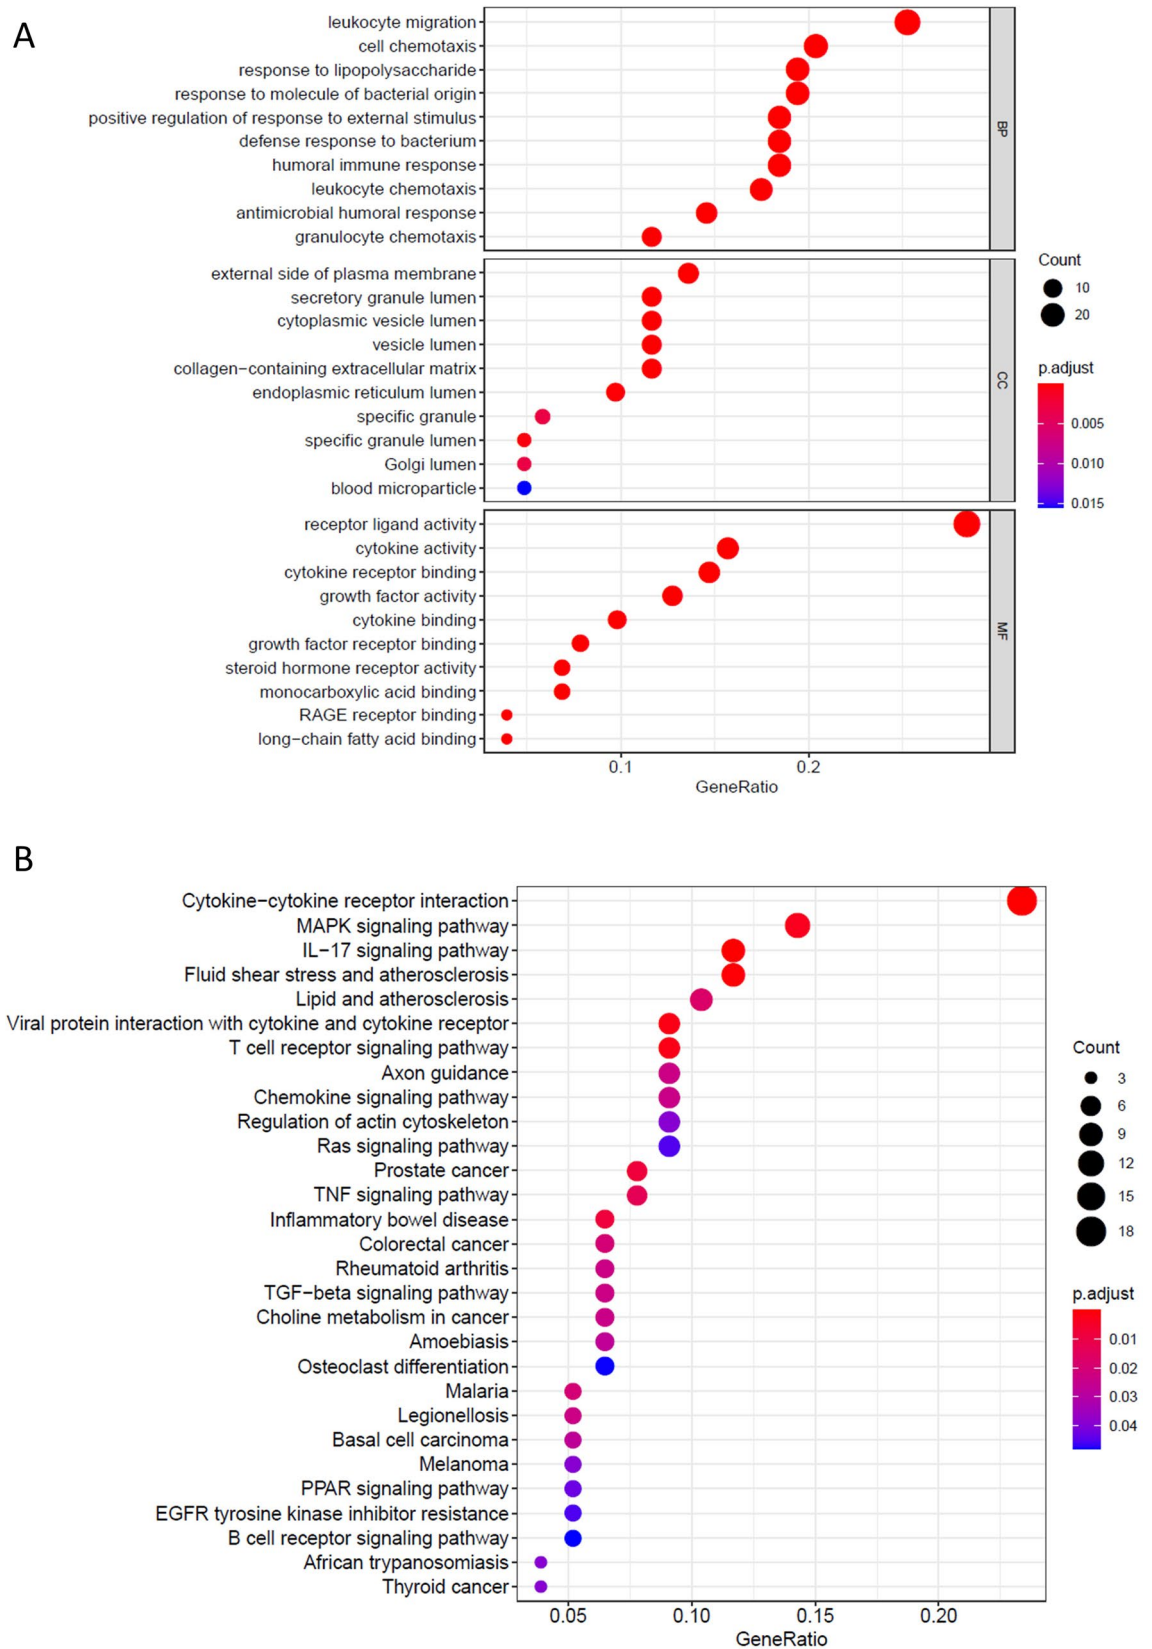 A
leukocyte migration
cell chemotaxis
response to lipopolysaccharide
response to molecule of bacterial origin
positive regulation of response to external stimulus
defense response to bacterium
humoral immune response
leukocyte chemotaxis
antimicrobial humoral response
granulocyte chemotaxis
BP
external side of plasma membrane
secretory granule lumen
cytoplasmic vesicle lumen
vesicle lumen
collagen−containing extracellular matrix
endoplasmic reticulum lumen
specific granule
specific granule lumen
Golgi lumen
blood microparticle
CC
receptor ligand activity
cytokine activity
cytokine receptor binding
growth factor activity
cytokine binding
growth factor receptor binding
steroid hormone receptor activity
monocarboxylic acid binding
RAGE receptor binding
long−chain fatty acid binding
MF
0.1 0.2
GeneRatio
Count
10
20
p.adjust
0.005
0.010
0.015
B
Cytokine−cytokine receptor interaction
MAPK signaling pathway
IL−17 signaling pathway
Fluid shear stress and atherosclerosis
Lipid and atherosclerosis
Viral protein interaction with cytokine and cytokine receptor
T cell receptor signaling pathway
Axon guidance
Chemokine signaling pathway
Regulation of actin cytoskeleton
Ras signaling pathway
Prostate cancer
TNF signaling pathway
Inflammatory bowel disease
Colorectal cancer
Rheumatoid arthritis
TGF−beta signaling pathway
Choline metabolism in cancer
Amoebiasis
Osteoclast differentiation
Malaria
Legionellosis
Basal cell carcinoma
Melanoma
PPAR signaling pathway
EGFR tyrosine kinase inhibitor resistance
B cell receptor signaling pathway
African trypanosomiasis
Thyroid cancer
0.05 0.10 0.15 0.20
GeneRatio
Count
3
6
9
12
15
18
p.adjust
0.01
0.02
0.03
0.04